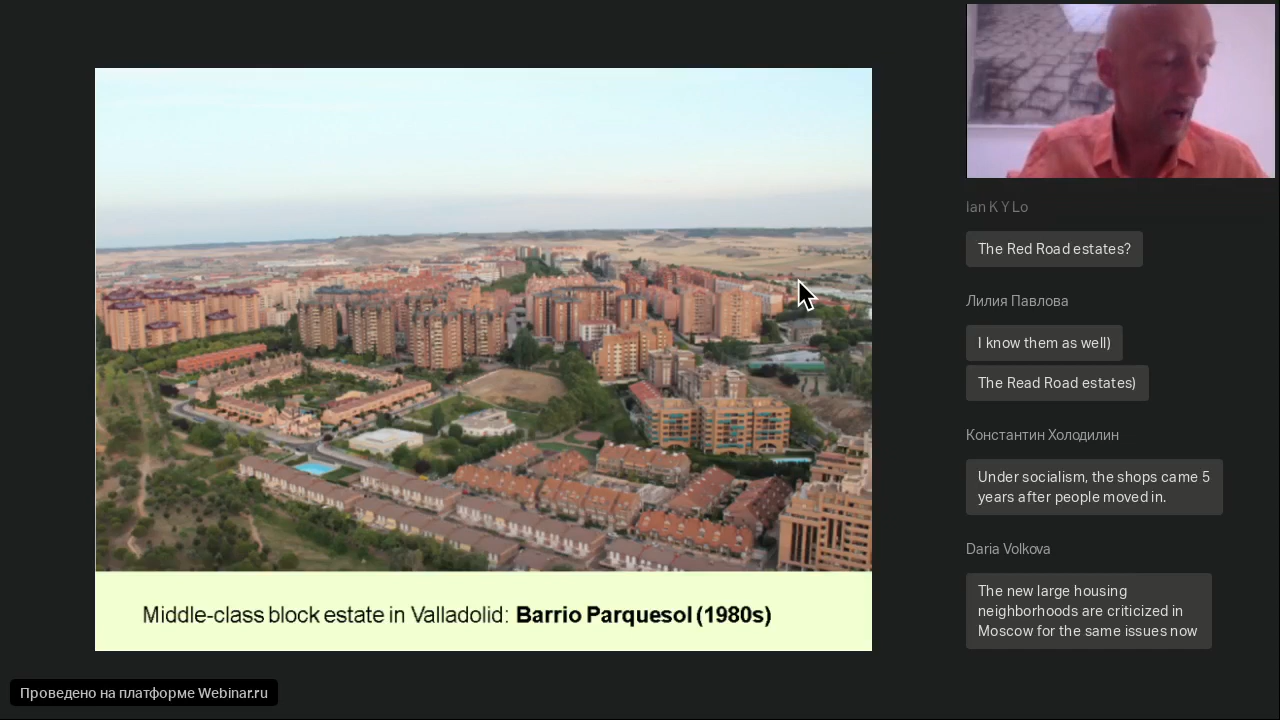 Middle-class block estate in Valladolid: Barrio Parquesol (1980s)
Ian K Y Lo
The Red Road estates?
Лилия Павлова
I know them as well)
The Read Road estates)
Константин Холодилин
Under socialism, the shops came 5
years after people moved in.
Daria Volkova
The new large housing
neighborhoods are criticized in
Moscow for the same issues now
Проведено на платформе Webinar.ru